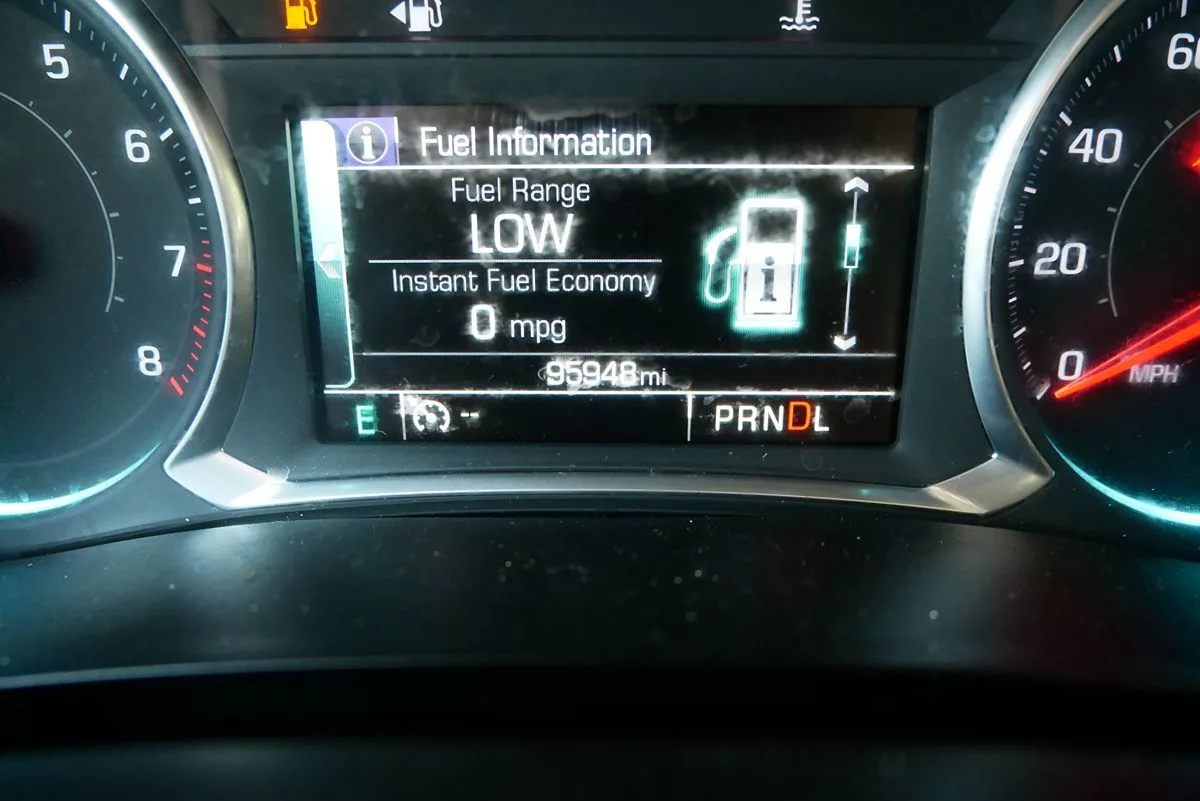 5
6
7
8
Fuel Information
Fuel Range
LOW
Instant Fuel Economy
0 mpg
95948 mi
E -- PRNDL
60
40
20
0
MPH